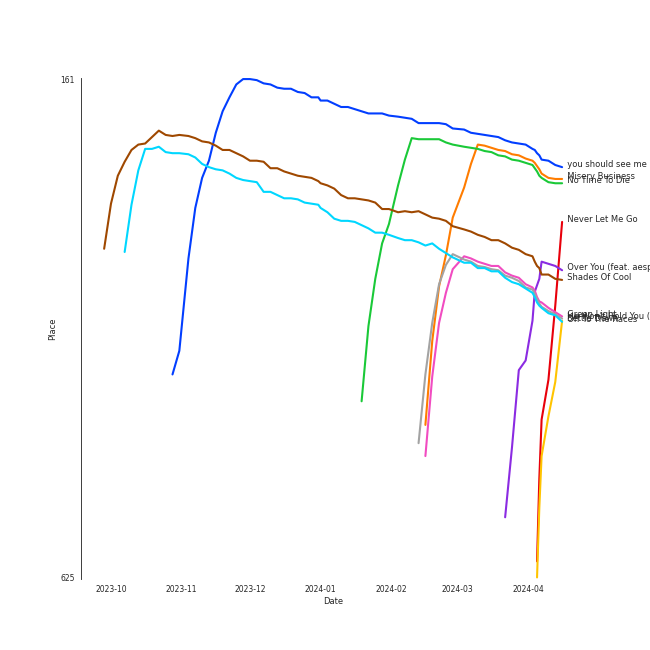 161
Place
625
2023-10
2023-11
2023-12
2024-01
2024-02
2024-03
2024-04
Date
you should see me
Misery Business
No Time To Die
Never Let Me Go
Over You (feat. aesp
Shades Of Cool
Green Light
Told You (
Off To The Races